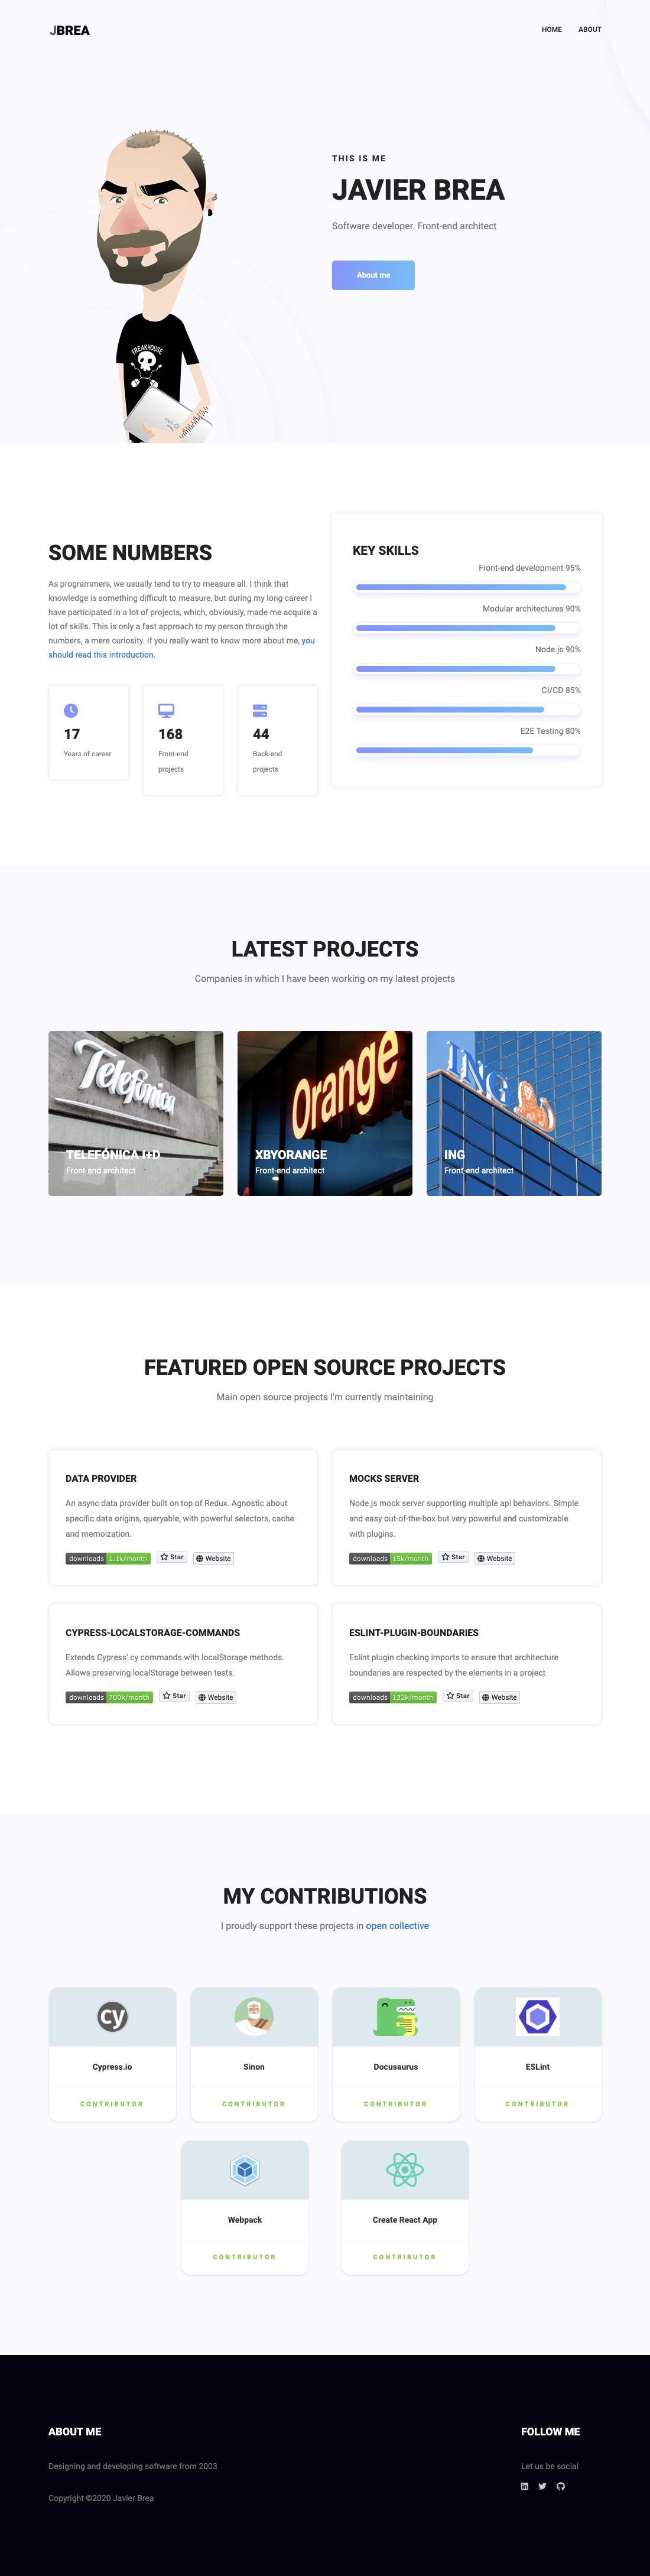 JBREA
HOME
ABOUT
THIS IS ME
JAVIER BREA
Software developer. Front-end architect
About me
FREAKHOUSE
SOME NUMBERS
As programmers, we usually tend to try to measure all. I think that
knowledge is something difficult to measure, but during my long career I
have participated in a lot of projects, which, obviously, made me acquire a
lot of skills. This is only a fast approach to my person through the
numbers, a mere curiosity. If you really want to know more about me, you
should read this introduction.
17
Years of career
168
Front-end
projects
44
Back-end
projects
KEY SKILLS
Front-end development 95%
Modular architectures 90%
Node.js 90%
CI/CD 85%
E2E Testing 80%
LATEST PROJECTS
Companies in which I have been working on my latest projects
Telefónica
TELEFÓNICA I+D
Front end architect
Orange
XBYORANGE
Front-end architect
ING
ING
Front-end architect
FEATURED OPEN SOURCE PROJECTS
Main open source projects I'm currently maintaining
DATA PROVIDER
An async data provider built on top of Redux. Agnostic about
specific data origins, queryable, with powerful selectors, cache
and memoization.
downloads 1.1k/month
Star
Website
MOCKS SERVER
Node.js mock server supporting multiple api behaviors. Simple
and easy out-of-the-box but very powerful and customizable
with plugins.
downloads 15k/month
Star
Website
CYPRESS-LOCALSTORAGE-COMMANDS
Extends Cypress' cy commands with localStorage methods.
Allows preserving localStorage between tests.
downloads 700k/month
Star
Website
ESLINT-PLUGIN-BOUNDARIES
Eslint plugin checking imports to ensure that architecture
boundaries are respected by the elements in a project
downloads 132k/month
Star
Website
MY CONTRIBUTIONS
I proudly support these projects in open collective
cy
Cypress.io
CONTRIBUTOR
Sinon
CONTRIBUTOR
Docusaurus
CONTRIBUTOR
ESLint
CONTRIBUTOR
Webpack
CONTRIBUTOR
Create React App
CONTRIBUTOR
ABOUT ME
Designing and developing software from 2003
Copyright ©2020 Javier Brea
FOLLOW ME
Let us be social